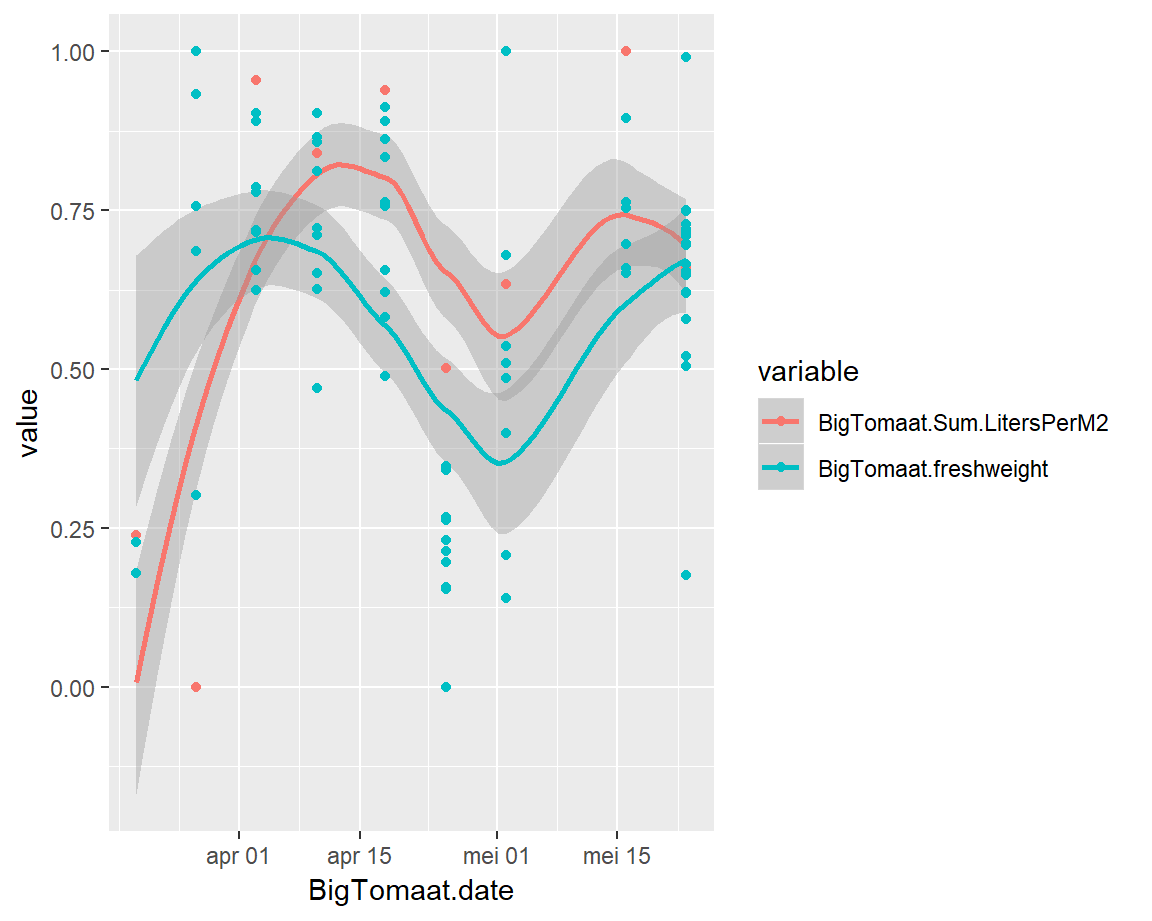 1.00
0.75
0.50
0.25
0.00
value
apr 01
apr 15
mei 01
mei 15
BigTomaat.date
variable
BigTomaat.Sum.LitersPerM2
BigTomaat.freshweight